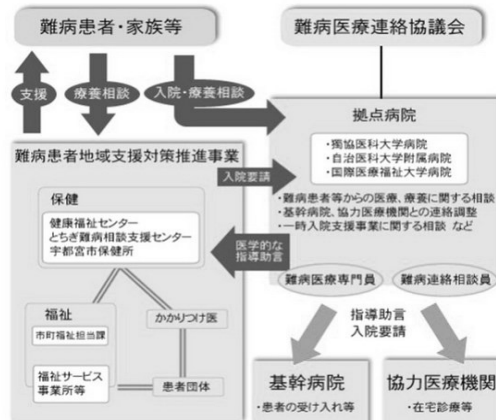 難病患者・家族等
難病医療連絡協議会
支援
療養相談
入院・療養相談
拠点病院
・獨協医科大学病院
・自治医科大学附属病院
・国際医療福祉大学病院
難病患者地域支援対策推進事業
入院要請
・難病患者等からの医療、療養に関する相談
・基幹病院、協力医療機関との連絡調整
・一時入院支援事業に関する相談 など
保健
健康福祉センター
とちぎ難病相談支援センター
宇都宮市保健所
医学的な
指導助言
難病医療専門員
難病連絡相談員
福祉
市町福祉担当課
かかりつけ医
指導助言
入院要請
福祉サービス
事業所等
患者団体
基幹病院
・患者の受け入れ等
協力医療機関
・在宅診療等